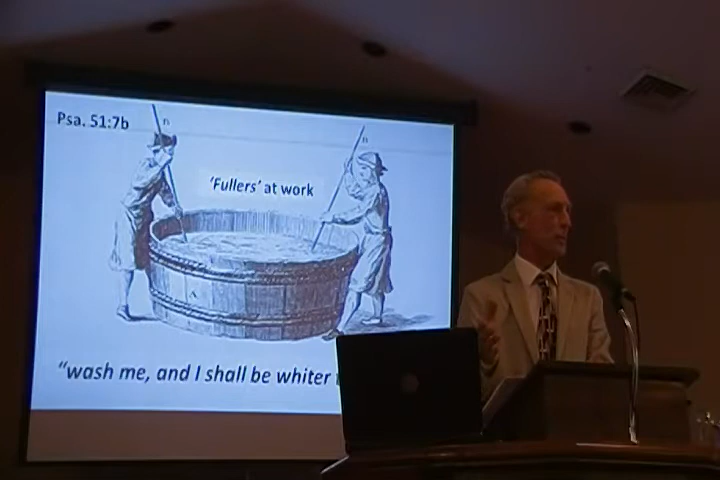 Psa. 51:7b
n
n
'Fullers' at work
A
"wash me, and I shall be whiter